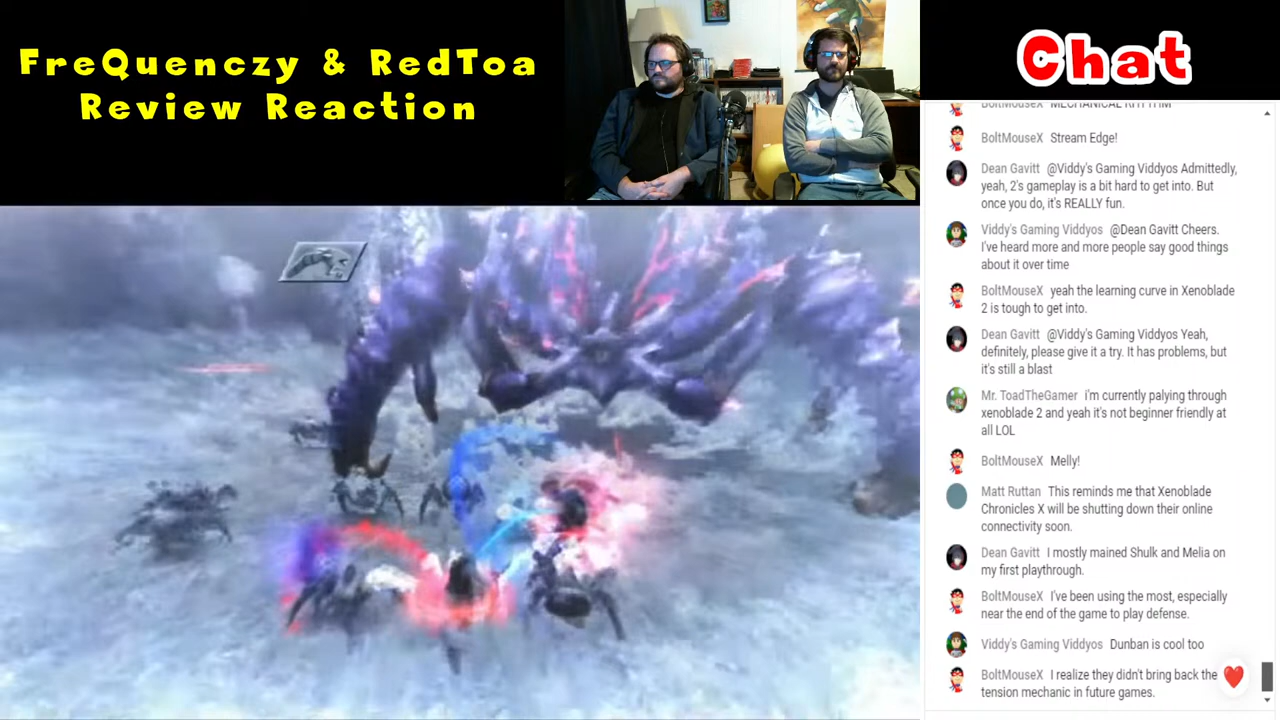 FreQuenczy & RedToa
Review Reaction
Chat
BoltMouseX MECHANICAL RHYTHM
BoltMouseX Stream Edge!
Dean Gavitt @Viddy's Gaming Viddyos Admittedly,
yeah, 2's gameplay is a bit hard to get into. But
once you do, it's REALLY fun.
Viddy's Gaming Viddyos @Dean Gavitt Cheers.
I've heard more and more people say good things
about it over time
BoltMouseX yeah the learning curve in Xenoblade
2 is tough to get into.
Dean Gavitt @Viddy's Gaming Viddyos Yeah,
definitely, please give it a try. It has problems, but
it's still a blast
Mr. ToadTheGamer i'm currently palying through
xenoblade 2 and yeah it's not beginner friendly at
all LOL
BoltMouseX Melly!
Matt Ruttan This reminds me that Xenoblade
Chronicles X will be shutting down their online
connectivity soon.
Dean Gavitt I mostly mained Shulk and Melia on
my first playthrough.
BoltMouseX I've been using the most, especially
near the end of the game to play defense.
Viddy's Gaming Viddyos Dunban is cool too
BoltMouseX I realize they didn't bring back the
tension mechanic in future games.